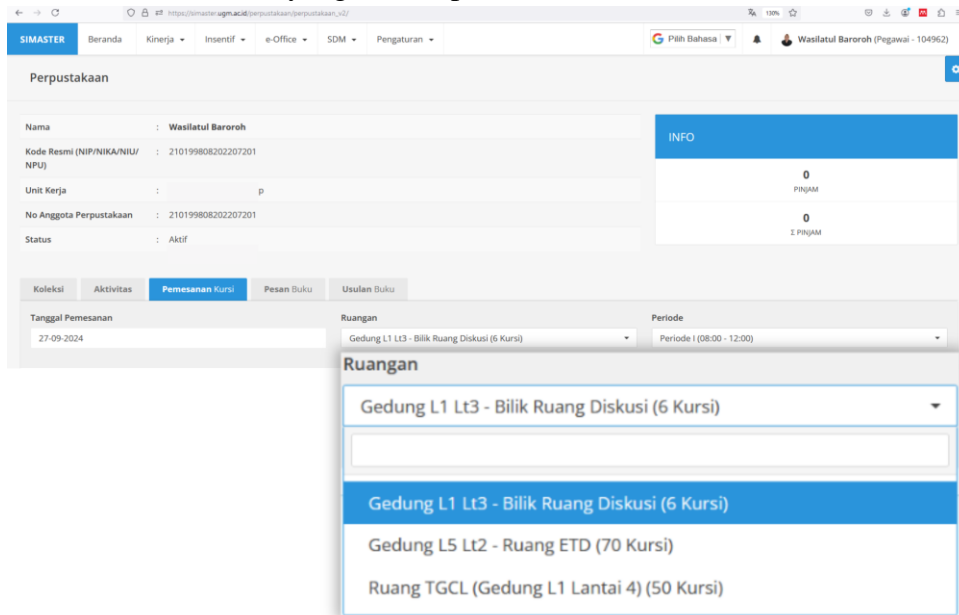 https://simaster.ugm.ac.id/perpustakaan/perpustakaan_v2/
130%
SIMASTER Beranda Kinerja Insentif e-Office SDM Pengaturan G Pilih Bahasa ▼ Wasilatul Baroroh (Pegawai - 104962)
Perpustakaan
Nama : Wasilatul Baroroh
Kode Resmi (NIP/NIKA/NIU/ : 210199808202207201
NPU)
Unit Kerja : p
No Anggota Perpustakaan : 210199808202207201
Status : Aktif
INFO
0
PINJAM
0
Σ PINJAM
Koleksi Aktivitas Pemesanan Kursi Pesan Buku Usulan Buku
Tanggal Pemesanan Ruangan Periode
27-09-2024 Gedung L1 Lt3 - Bilik Ruang Diskusi (6 Kursi) Periode I (08:00 - 12:00)
Ruangan
Gedung L1 Lt3 - Bilik Ruang Diskusi (6 Kursi)
Gedung L1 Lt3 - Bilik Ruang Diskusi (6 Kursi)
Gedung L5 Lt2 - Ruang ETD (70 Kursi)
Ruang TGCL (Gedung L1 Lantai 4) (50 Kursi)